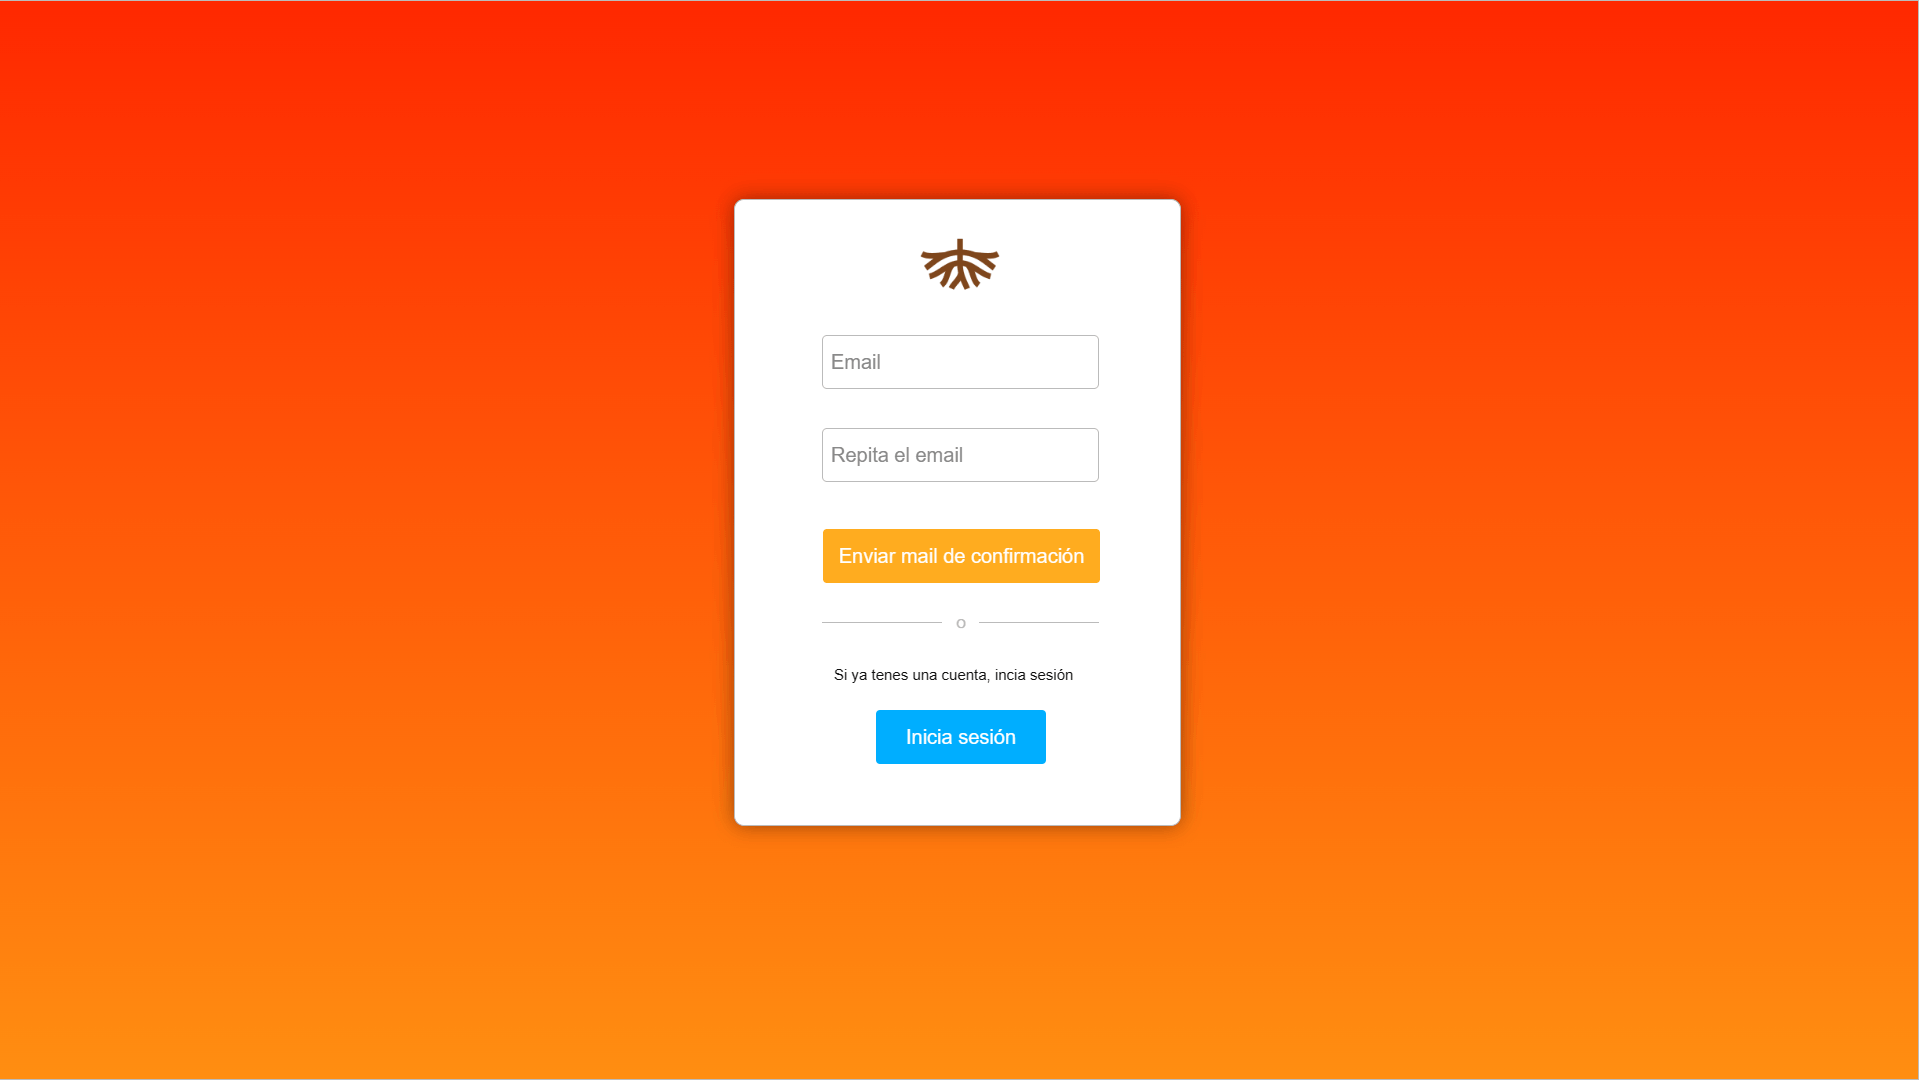 Email
Repita el email
Enviar mail de confirmación
o
Si ya tenes una cuenta, incia sesión
Inicia sesión